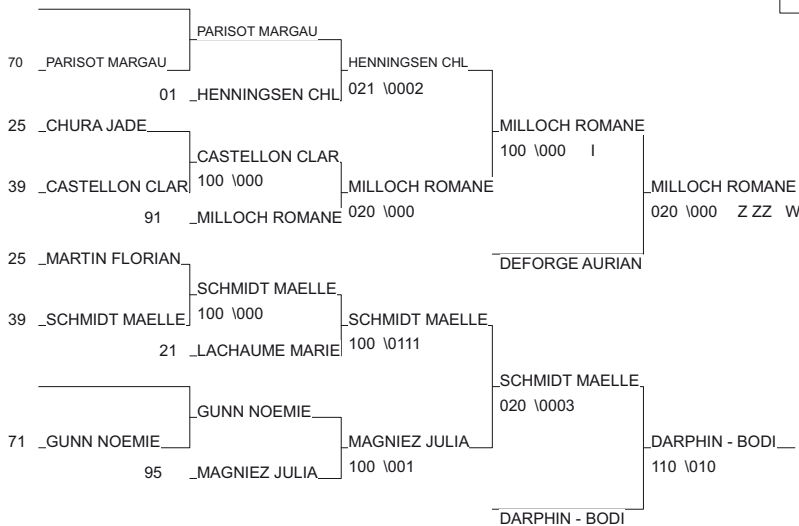 PARISOT MARGAU
70 PARISOT MARGAU
HENNINGSEN CHL
021 \0002
01 HENNINGSEN CHL
25 CHURA JADE
MILLOCH ROMANE
100 \000 I
CASTELLON CLAR
100 \000
39 CASTELLON CLAR
MILLOCH ROMANE
020 \000
MILLOCH ROMANE
020 \000 Z ZZ W
91 MILLOCH ROMANE
25 MARTIN FLORIAN
DEFORGE AURIAN
SCHMIDT MAELLE
100 \000
39 SCHMIDT MAELLE
SCHMIDT MAELLE
100 \0111
21 LACHAUME MARIE
SCHMIDT MAELLE
020 \0003
GUNN NOEMIE
71 GUNN NOEMIE
MAGNIEZ JULIA
100 \001
DARPHIN - BODI
110 \010
95 MAGNIEZ JULIA
DARPHIN - BODI